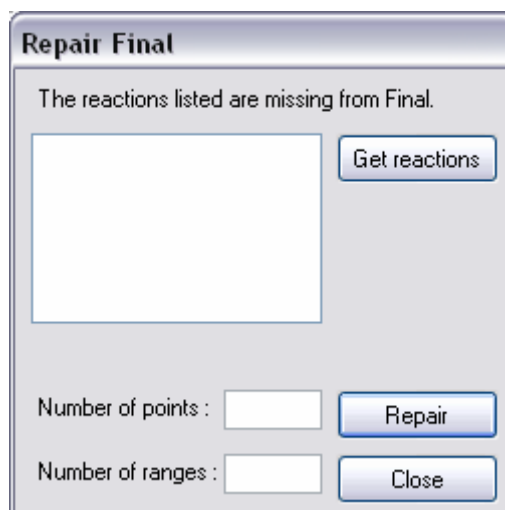 Repair Final
The reactions listed are missing from Final.
Get reactions
Number of points :
Repair
Number of ranges :
Close